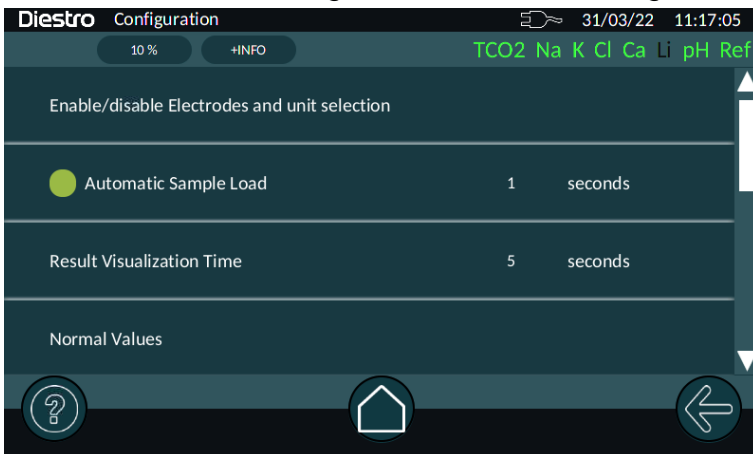 Diestro Configuration 31/03/22 11:17:05
10 % +INFO TCO2 Na K Cl Ca Li pH Ref
Enable/disable Electrodes and unit selection
Automatic Sample Load 1 seconds
Result Visualization Time 5 seconds
Normal Values
?